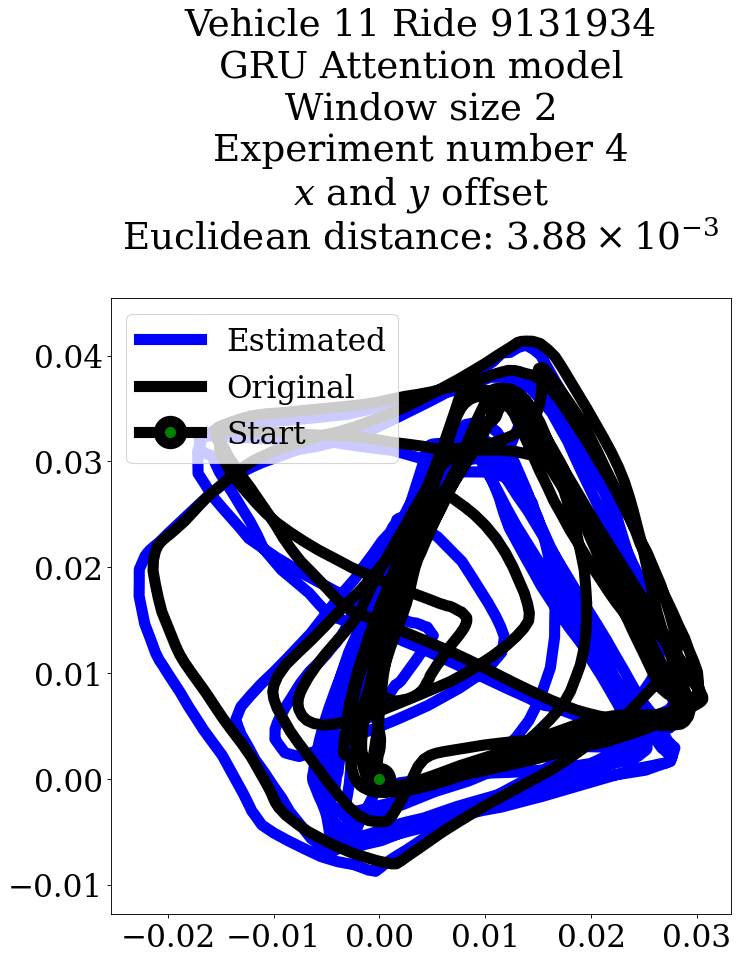 Vehicle 11 Ride 9131934
GRU Attention model
Window size 2
Experiment number 4
x and y offset
Euclidean distance: 3.88 × 10⁻³
Estimated
Original
Start
0.04
0.03
0.02
0.01
0.00
−0.01
−0.02 −0.01 0.00 0.01 0.02 0.03